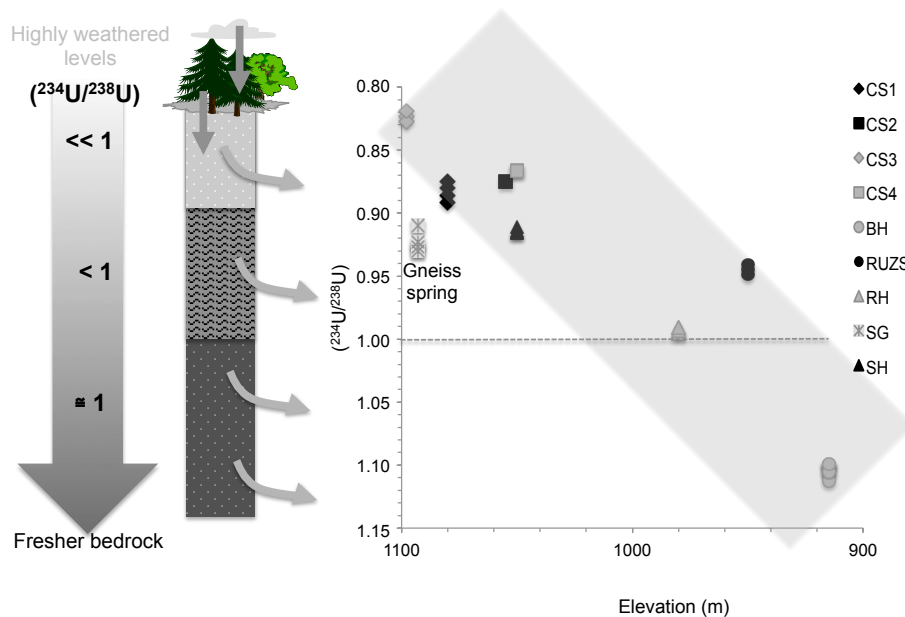 Highly weathered
levels
(²³⁴U/²³⁸U)
<< 1
< 1
≅ 1
Fresher bedrock
(²³⁴U/²³⁸U)
0.80
0.85
0.90
0.95
1.00
1.05
1.10
1.15
1100
1000
900
Elevation (m)
Gneiss
spring
CS1
CS2
CS3
CS4
BH
RUZS
RH
SG
SH